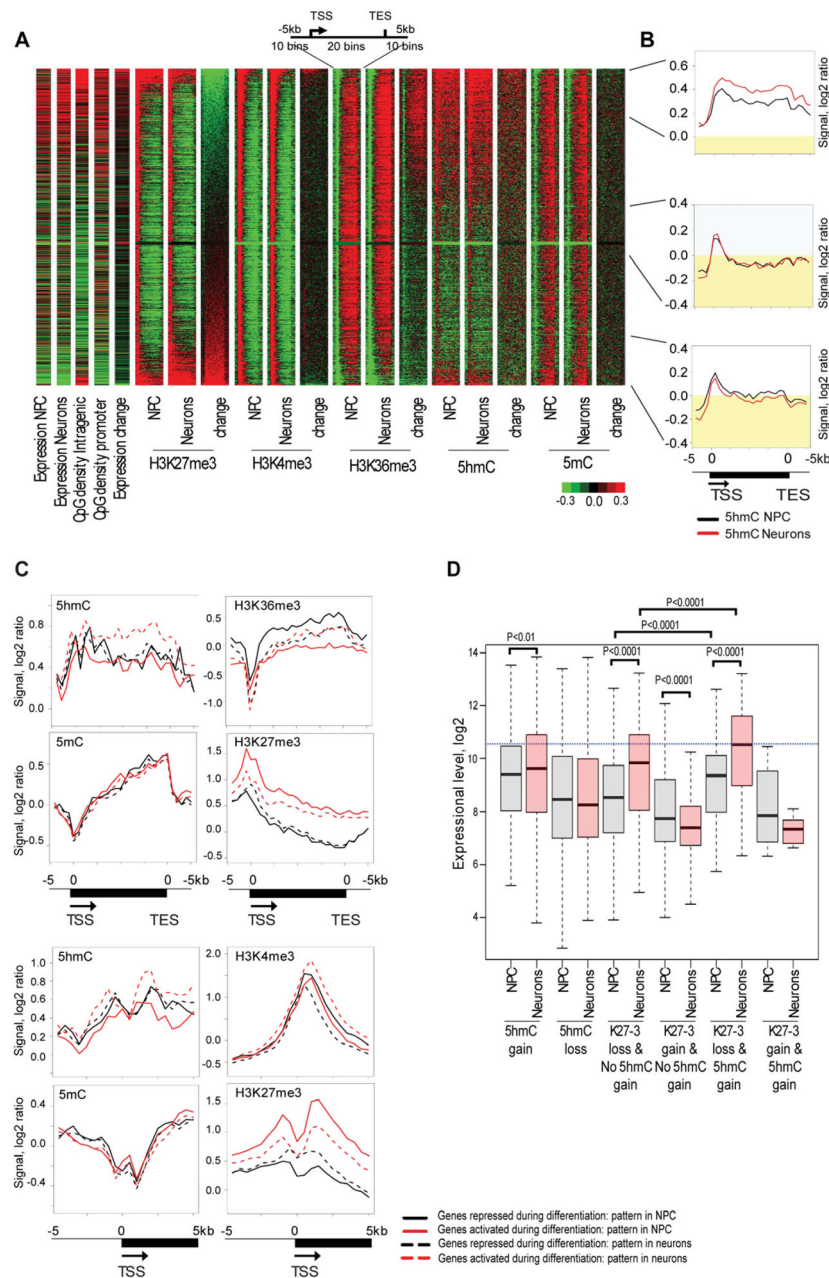 A
-5kb
TSS
TES
5kb
10 bins
20 bins
10 bins
B
0.6
0.4
0.2
0.0
Signal, log2 ratio
0.4
0.2
0.0
-0.2
-0.4
Signal, log2 ratio
0.4
0.2
0.0
-0.2
-0.4
Signal, log2 ratio
-5
0
0
-5kb
TSS
TES
5hmC NPC
5hmC Neurons
Expression NPC
Expression Neurons
CpG density Intragenic
CpG density promoter
Expression change
NPC
Neurons
change
H3K27me3
NPC
Neurons
change
H3K4me3
NPC
Neurons
change
H3K36me3
NPC
Neurons
change
5hmC
NPC
Neurons
change
5mC
-0.3
0.0
0.3
C
5hmC
Signal, log2 ratio
1.0
0.8
0.4
0.0
H3K36me3
1.0
0.5
0.0
-0.5
-1.0
5mC
Signal, log2 ratio
0.5
0.0
-0.5
H3K27me3
1.5
1.0
0.5
0.0
-0.5
-5
0
0
-5kb
TSS
TES
-5
0
0
-5kb
TSS
TES
5hmC
Signal, log2 ratio
1.0
0.8
0.6
0.4
0.2
0.0
H3K4me3
2.0
1.0
0.0
-0.5
5mC
Signal, log2 ratio
0.4
0.0
-0.4
H3K27me3
1.5
1.0
0.5
0.0
-5
0
5kb
TSS
-5
0
5kb
TSS
D
P<0.0001
P<0.0001
P<0.01
P<0.0001
P<0.0001
P<0.0001
Expressional level, log2
14
12
10
8
6
4
NPC
Neurons
5hmC
gain
NPC
Neurons
5hmC
loss
NPC
Neurons
K27-3
loss &
No 5hmC
gain
NPC
Neurons
K27-3
gain &
No 5hmC
gain
NPC
Neurons
K27-3
loss &
5hmC
gain
NPC
Neurons
K27-3
gain &
5hmC
gain
Genes repressed during differentiation: pattern in NPC
Genes activated during differentiation: pattern in NPC
Genes repressed during differentiation: pattern in neurons
Genes activated during differentiation: pattern in neurons